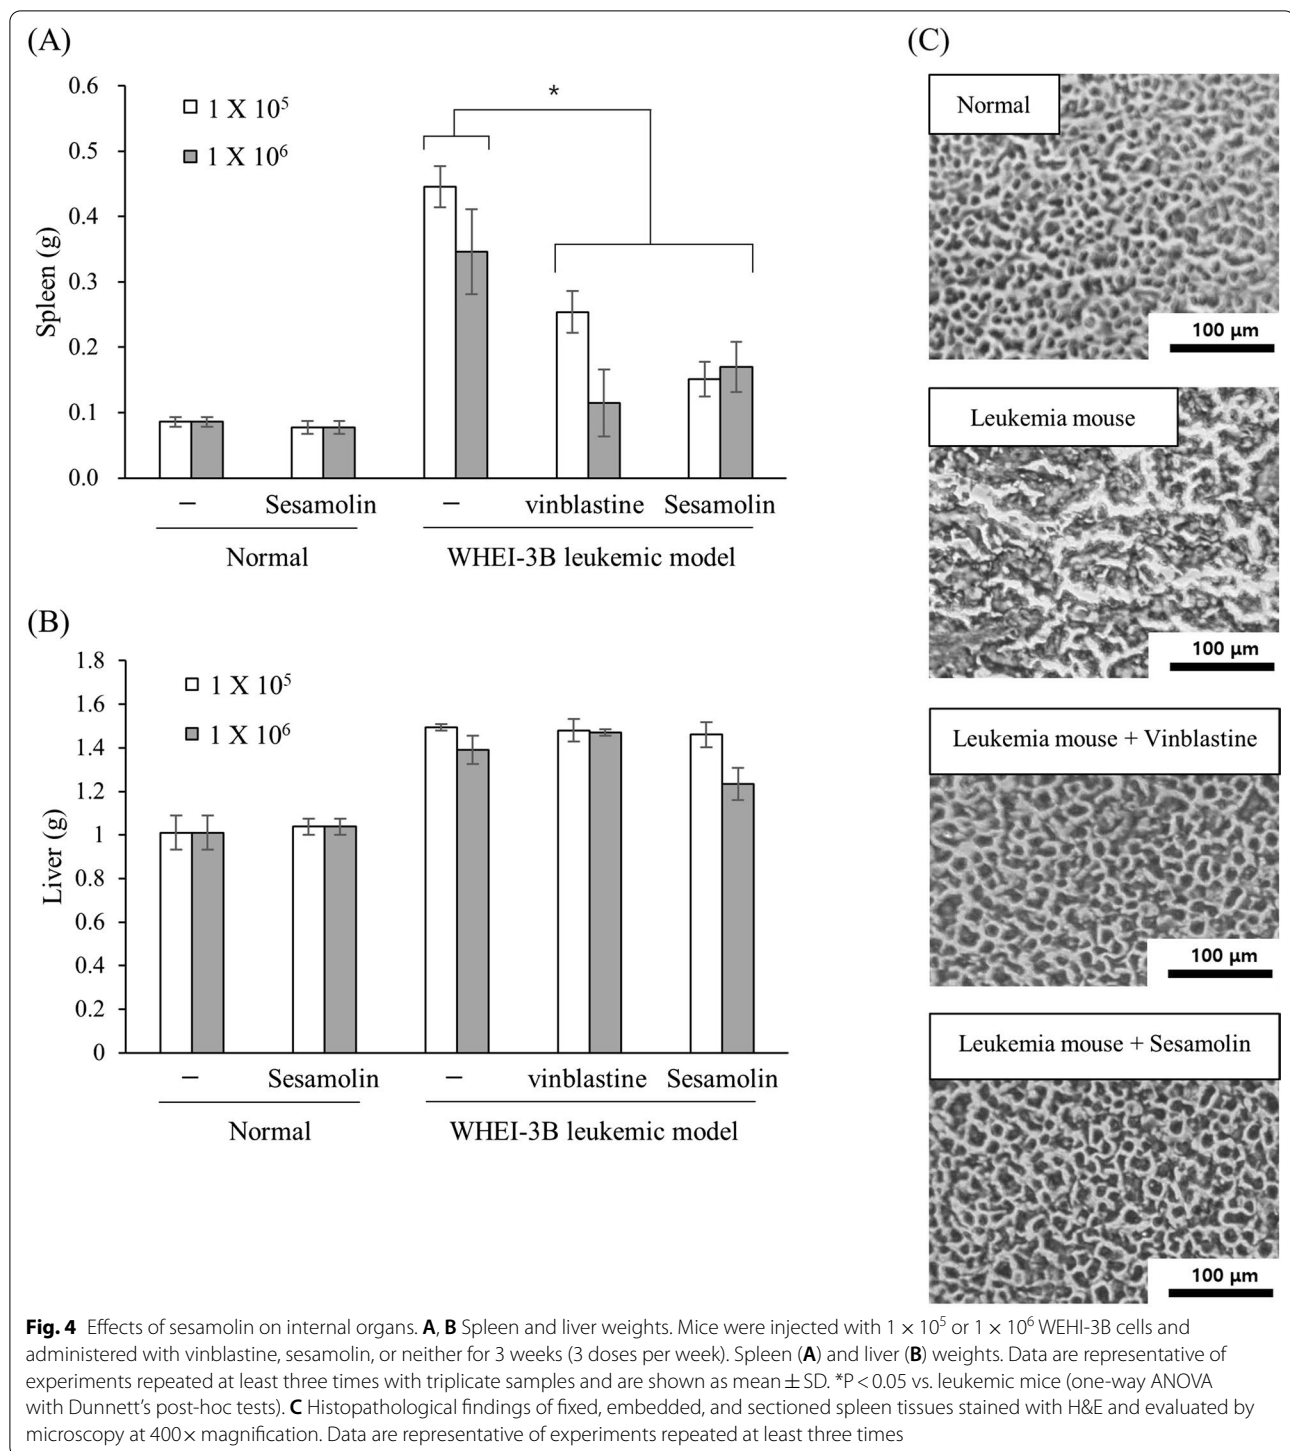 (A)
0.6
0.5
0.4
0.3
0.2
0.1
0.0
Spleen (g)
1 X 10⁵
1 X 10⁶
*
–
Sesamolin
–
vinblastine
Sesamolin
Normal
WHEI-3B leukemic model
(B)
1.8
1.6
1.4
1.2
1
0.8
0.6
0.4
0.2
0
Liver (g)
1 X 10⁵
1 X 10⁶
–
Sesamolin
–
vinblastine
Sesamolin
Normal
WHEI-3B leukemic model
(C)
Normal
100 µm
Leukemia mouse
100 µm
Leukemia mouse + Vinblastine
100 µm
Leukemia mouse + Sesamolin
100 µm
Fig. 4 Effects of sesamolin on internal organs. A, B Spleen and liver weights. Mice were injected with 1 × 10⁵ or 1 × 10⁶ WEHI-3B cells and
administered with vinblastine, sesamolin, or neither for 3 weeks (3 doses per week). Spleen (A) and liver (B) weights. Data are representative of
experiments repeated at least three times with triplicate samples and are shown as mean ± SD. *P < 0.05 vs. leukemic mice (one-way ANOVA
with Dunnett's post-hoc tests). C Histopathological findings of fixed, embedded, and sectioned spleen tissues stained with H&E and evaluated by
microscopy at 400× magnification. Data are representative of experiments repeated at least three times